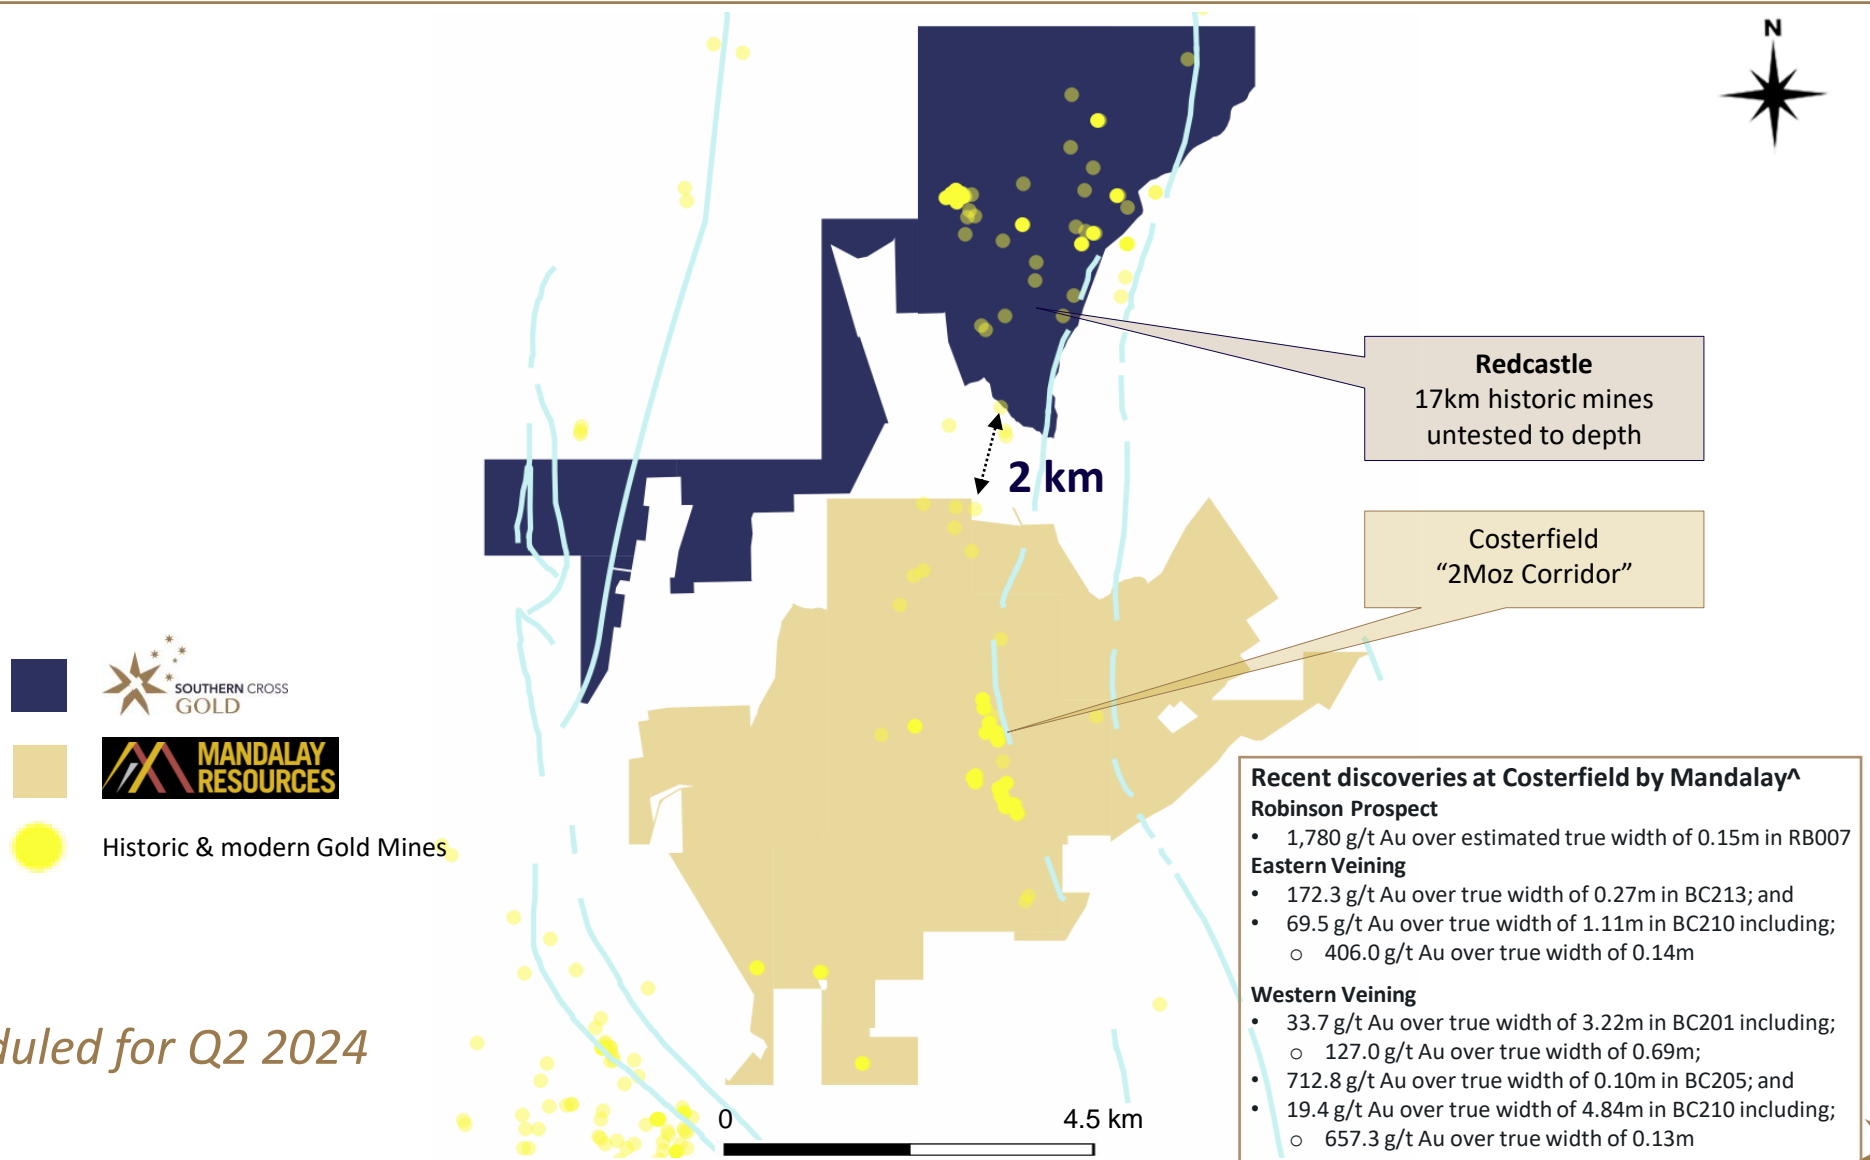 N
Redcastle
17km historic mines
untested to depth
2 km
Costerfield
“2Moz Corridor”
SOUTHERN CROSS
GOLD
MANDALAY
RESOURCES
Historic & modern Gold Mines
Recent discoveries at Costerfield by Mandalay^
Robinson Prospect
• 1,780 g/t Au over estimated true width of 0.15m in RB007
Eastern Veining
• 172.3 g/t Au over true width of 0.27m in BC213; and
• 69.5 g/t Au over true width of 1.11m in BC210 including;
o 406.0 g/t Au over true width of 0.14m
Western Veining
• 33.7 g/t Au over true width of 3.22m in BC201 including;
o 127.0 g/t Au over true width of 0.69m;
• 712.8 g/t Au over true width of 0.10m in BC205; and
• 19.4 g/t Au over true width of 4.84m in BC210 including;
o 657.3 g/t Au over true width of 0.13m
duled for Q2 2024
0 4.5 km